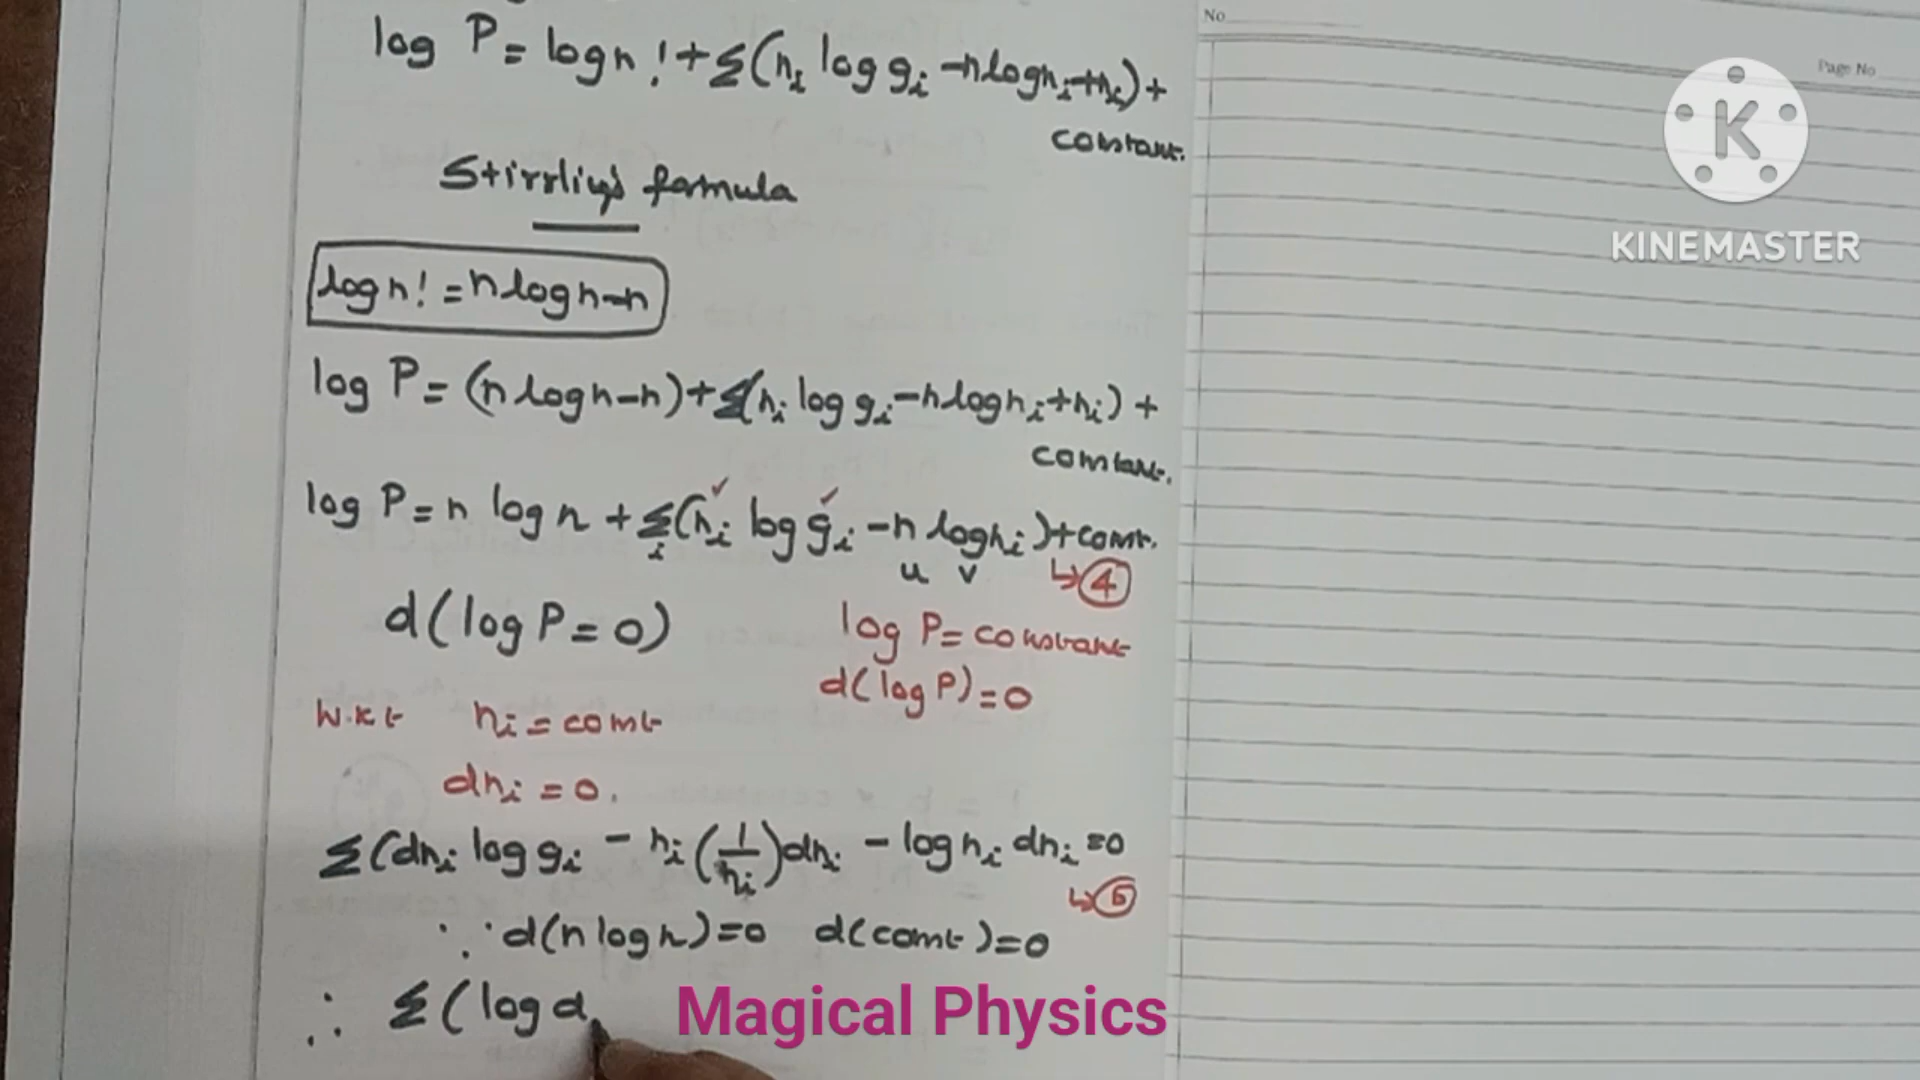 log P = log n! + Σ(nᵢ log gᵢ - n log nᵢ + nᵢ) +
constant.
Stirrling's formula
log n! = n log n - n
log P = (n log n - n) + Σ(nᵢ log gᵢ - n log nᵢ + nᵢ) +
constant.
log P = n log n + Σᵢ(nᵢ log gᵢ - n log nᵢ) + const.
u v ↳ ④
d(log P = 0)
log P = constant
d(log P) = 0
W.K.t nᵢ = const
dnᵢ = 0.
Σ(dnᵢ log gᵢ - nᵢ(1/nᵢ)dnᵢ - log nᵢ dnᵢ = 0
↳ ⑤
∵ d(n log n) = 0 d(const) = 0
∴ Σ(log
Magical Physics
No
Page No
K
KINEMASTER